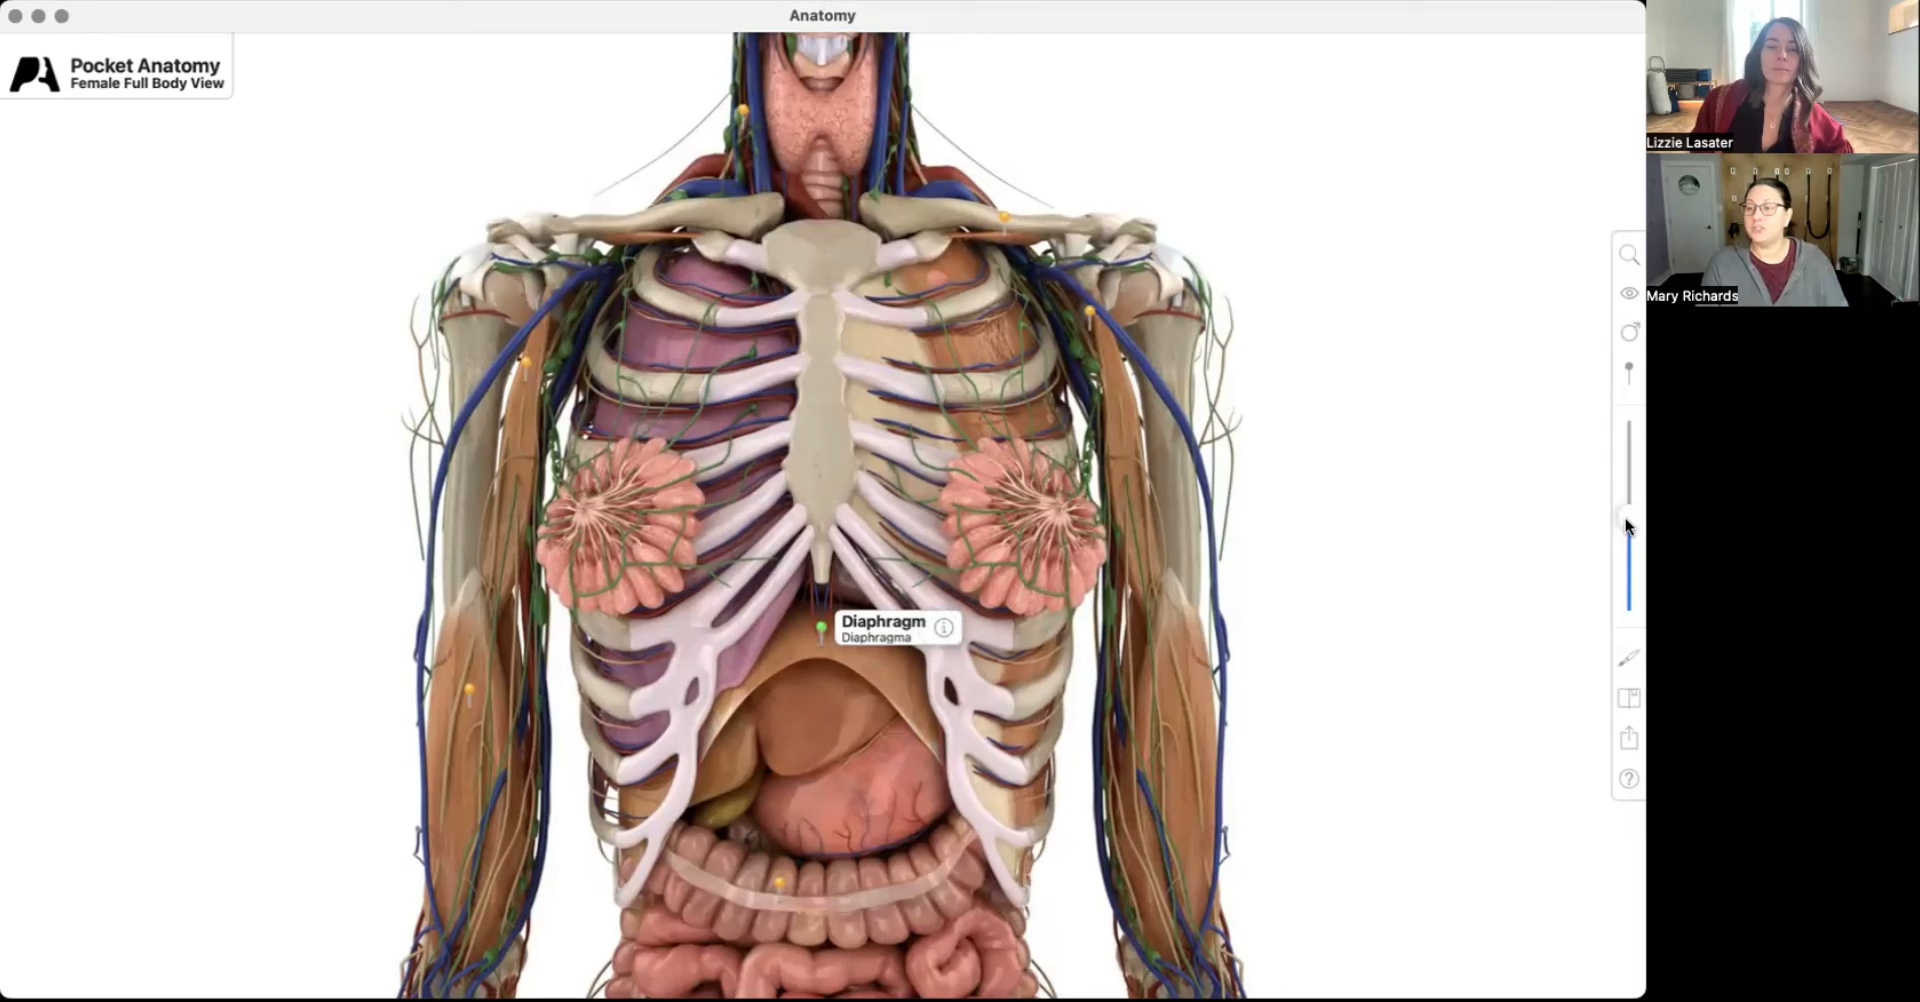 Anatomy
Pocket Anatomy
Female Full Body View
Lizzie Lasater
Mary Richards
Diaphragm
Diaphragma